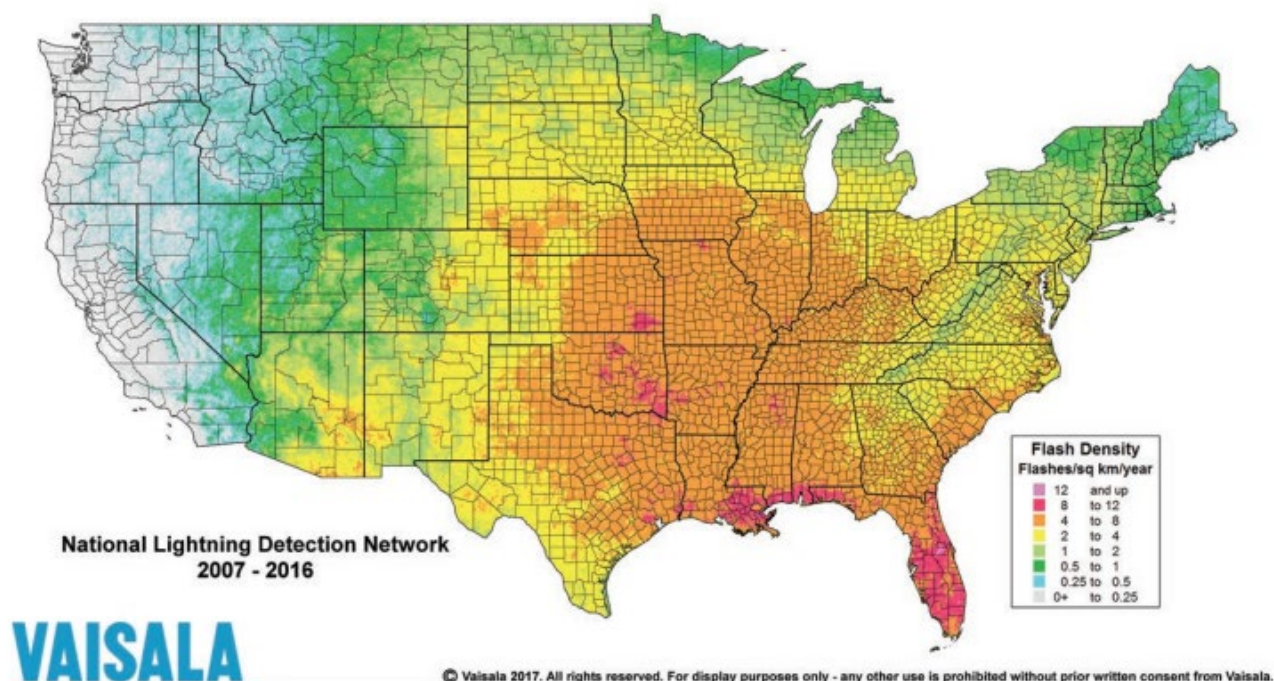 Flash Density
Flashes/sq km/year
12 and up
8 to 12
4 to 8
2 to 4
1 to 2
0.5 to 1
0.25 to 0.5
0+ to 0.25
National Lightning Detection Network
2007 - 2016
VAISALA
© Vaisala 2017. All rights reserved. For display purposes only - any other use is prohibited without prior written consent from Vaisala.